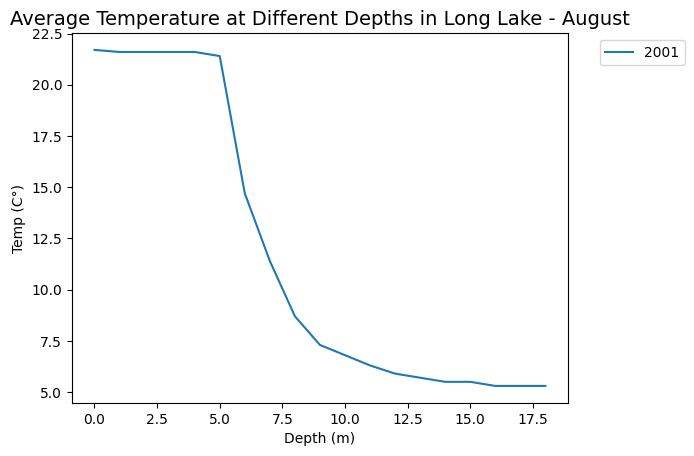 Average Temperature at Different Depths in Long Lake - August
2001
22.5
20.0
17.5
15.0
12.5
10.0
7.5
5.0
Temp (C°)
0.0 2.5 5.0 7.5 10.0 12.5 15.0 17.5
Depth (m)